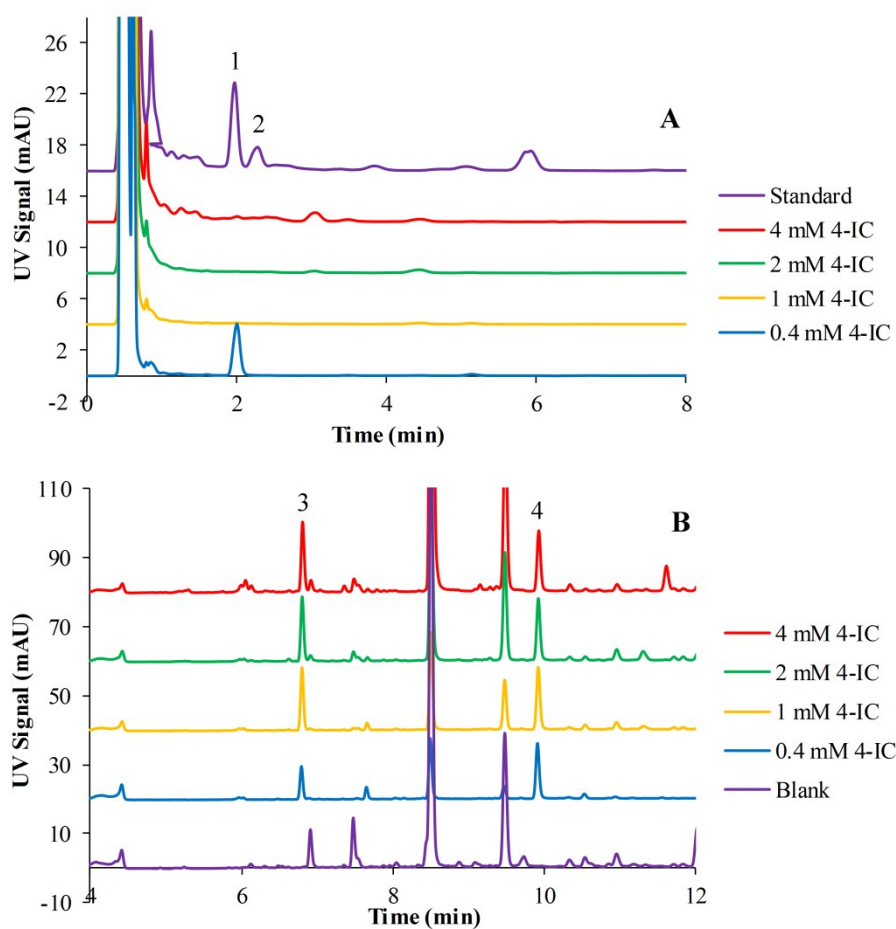 26
22
18
14
10
6
2
-2
UV Signal (mAU)
1
2
A
0
2
4
6
8
Time (min)
Standard
4 mM 4-IC
2 mM 4-IC
1 mM 4-IC
0.4 mM 4-IC
110
90
70
50
30
10
-10
UV Signal (mAU)
3
4
B
4
6
8
10
12
Time (min)
4 mM 4-IC
2 mM 4-IC
1 mM 4-IC
0.4 mM 4-IC
Blank